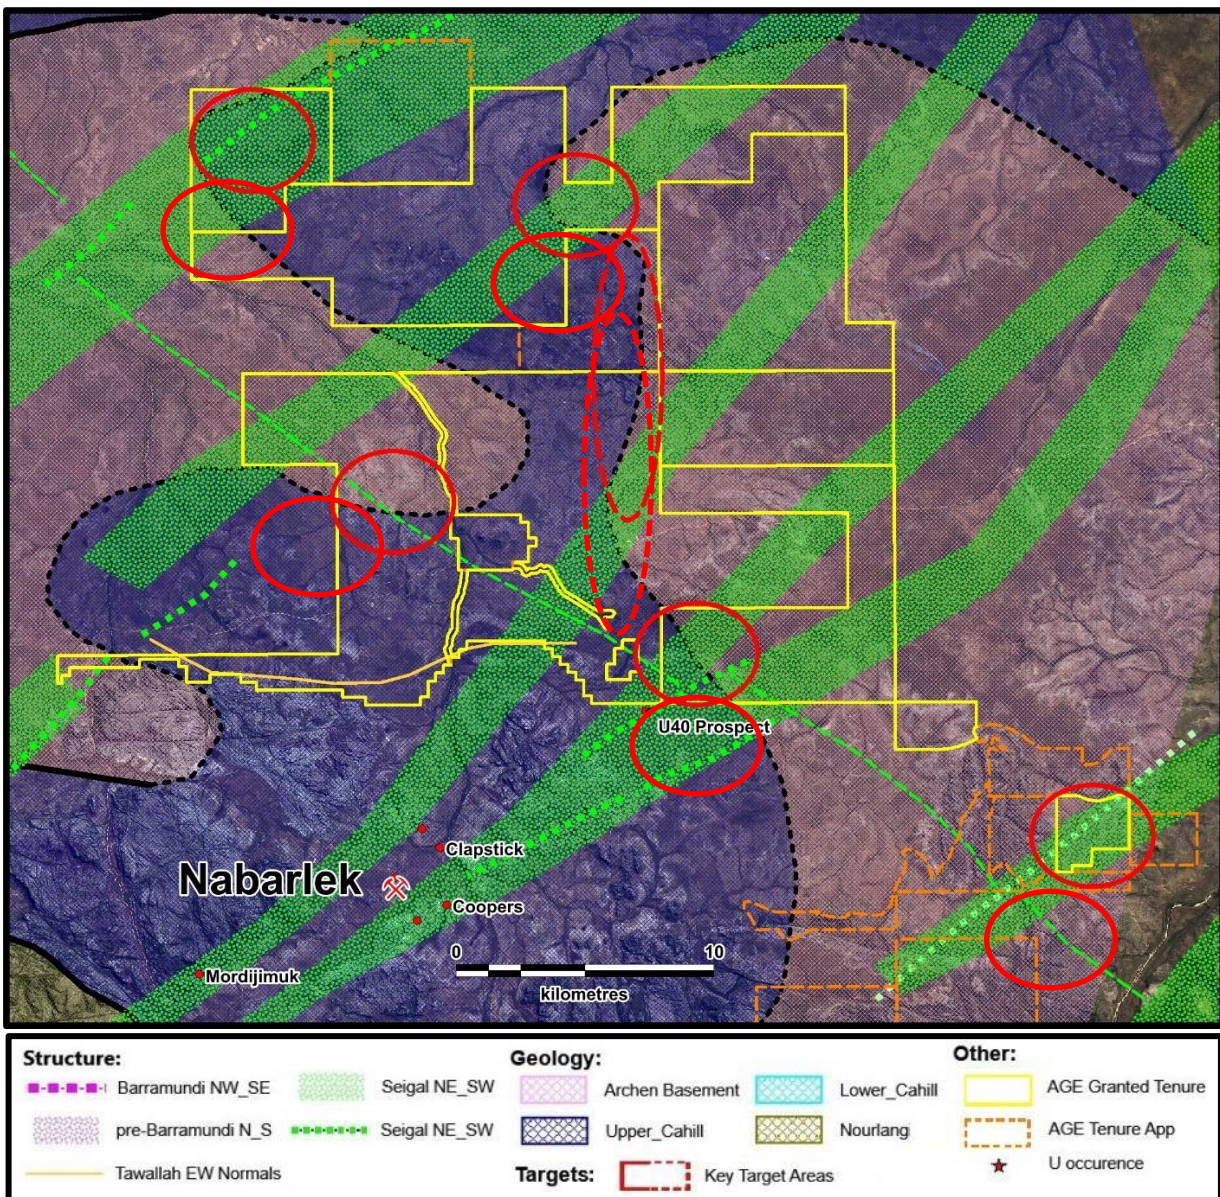 U40 Prospect
Clapstick
Nabarlek
Coopers
Mordijimuk
0 10
kilometres
Structure:
Barramundi NW_SE
Seigal NE_SW
pre-Barramundi N_S
Seigal NE_SW
Tawallah EW Normals
Geology:
Archen Basement
Lower_Cahill
Upper_Cahill
Nourlang
Targets:
Key Target Areas
Other:
AGE Granted Tenure
AGE Tenure App
U occurence